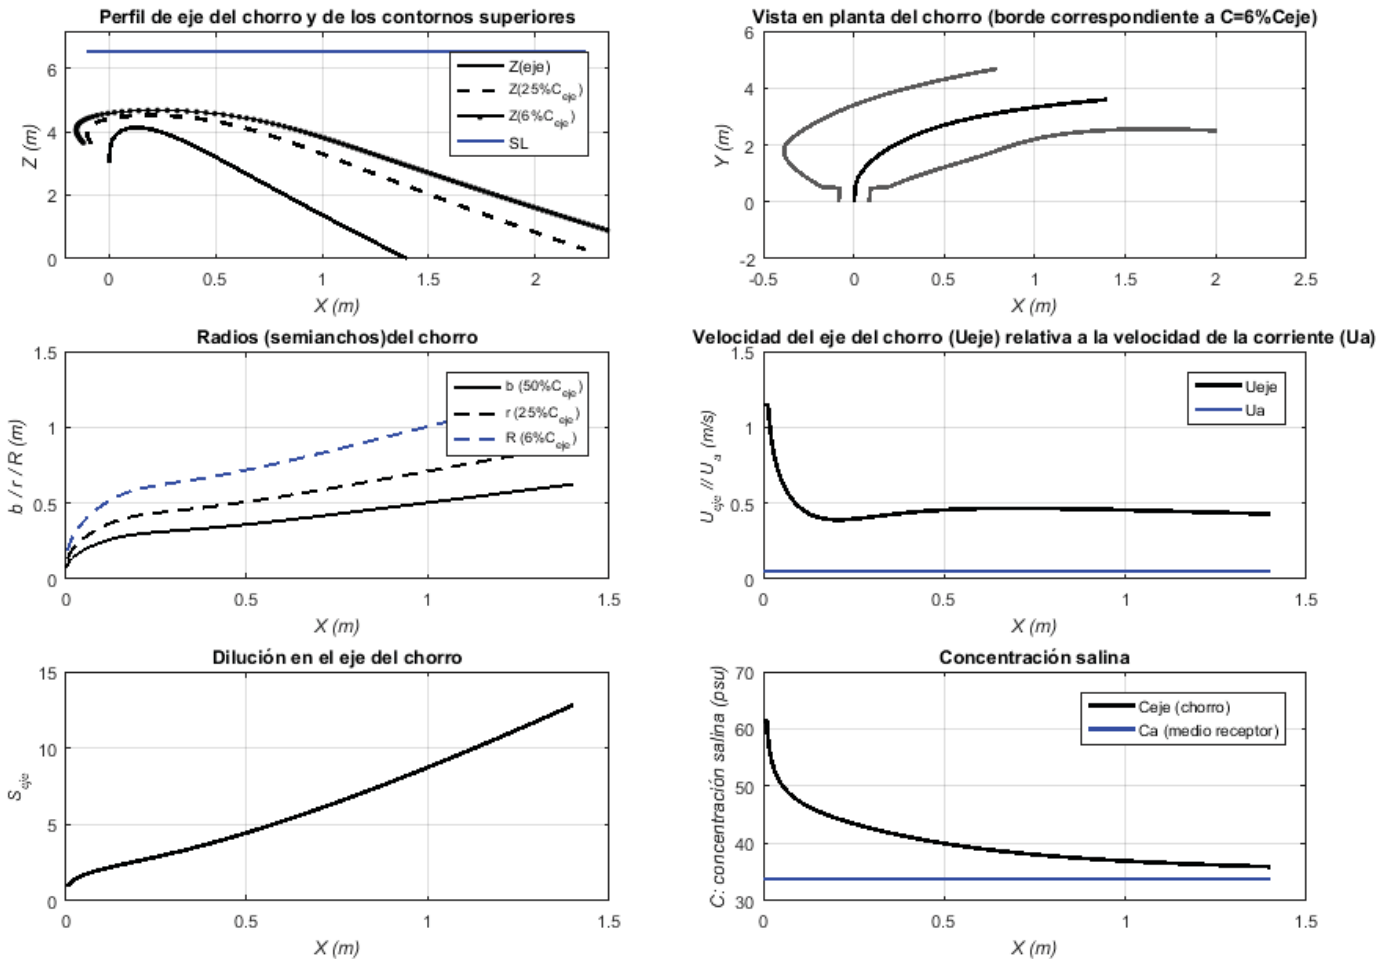 Perfil de eje del chorro y de los contornos superiores
Z (m)
6
4
2
0
Z(eje)
Z(25%Ceje)
Z(6%Ceje)
SL
0
0.5
1
1.5
2
X (m)
Vista en planta del chorro (borde correspondiente a C=6%Ceje)
Y (m)
6
4
2
0
-2
-0.5
0
0.5
1
1.5
2
2.5
X (m)
Radios (semianchos)del chorro
b / r / R (m)
1.5
1
0.5
0
b (50%Ceje)
r (25%Ceje)
R (6%Ceje)
0
0.5
1
1.5
X (m)
Velocidad del eje del chorro (Ueje) relativa a la velocidad de la corriente (Ua)
Ueje // Ua (m/s)
1.5
1
0.5
0
Ueje
Ua
0
0.5
1
1.5
X (m)
Dilución en el eje del chorro
Seje
15
10
5
0
0
0.5
1
1.5
X (m)
Concentración salina
C: concentración salina (psu)
70
60
50
40
30
Ceje (chorro)
Ca (medio receptor)
0
0.5
1
1.5
X (m)